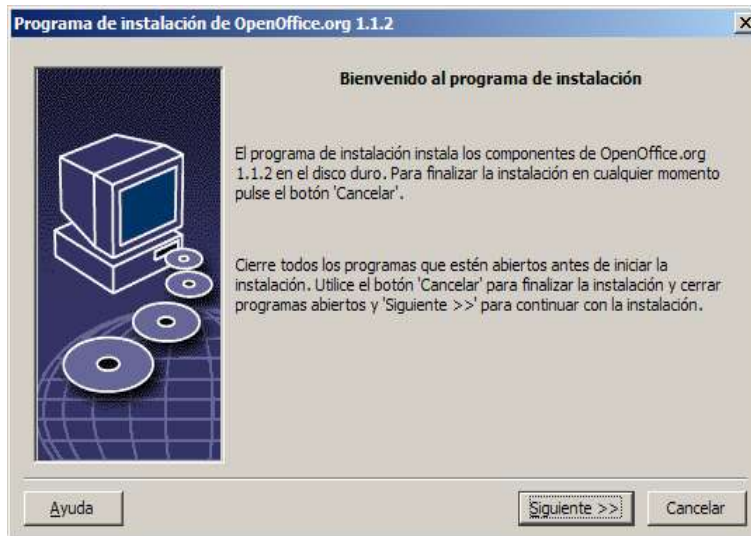 Programa de instalación de OpenOffice.org 1.1.2
Bienvenido al programa de instalación
El programa de instalación instala los componentes de OpenOffice.org
1.1.2 en el disco duro. Para finalizar la instalación en cualquier momento
pulse el botón 'Cancelar'.
Cierre todos los programas que estén abiertos antes de iniciar la
instalación. Utilice el botón 'Cancelar' para finalizar la instalación y cerrar
programas abiertos y 'Siguiente >>' para continuar con la instalación.
Ayuda
Siguiente >>
Cancelar